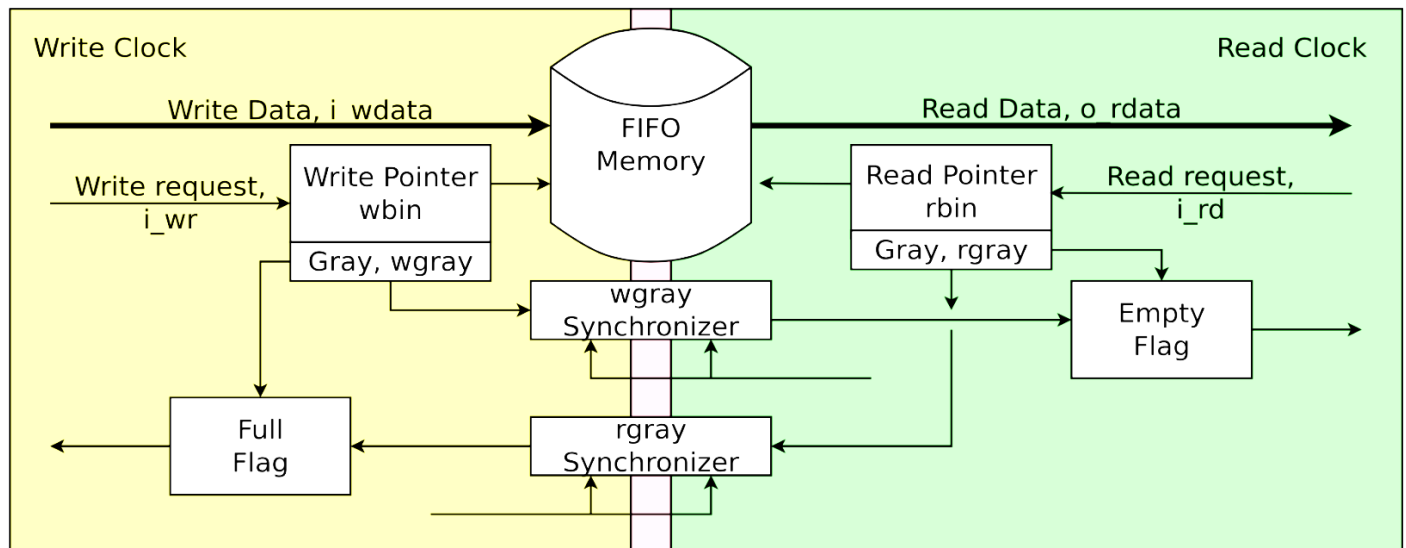 Write Clock
Read Clock
Write Data, i_wdata
FIFO
Memory
Read Data, o_rdata
Write request,
i_wr
Write Pointer
wbin
Gray, wgray
Read Pointer
rbin
Gray, rgray
Read request,
i_rd
wgray
Synchronizer
Empty
Flag
Full
Flag
rgray
Synchronizer